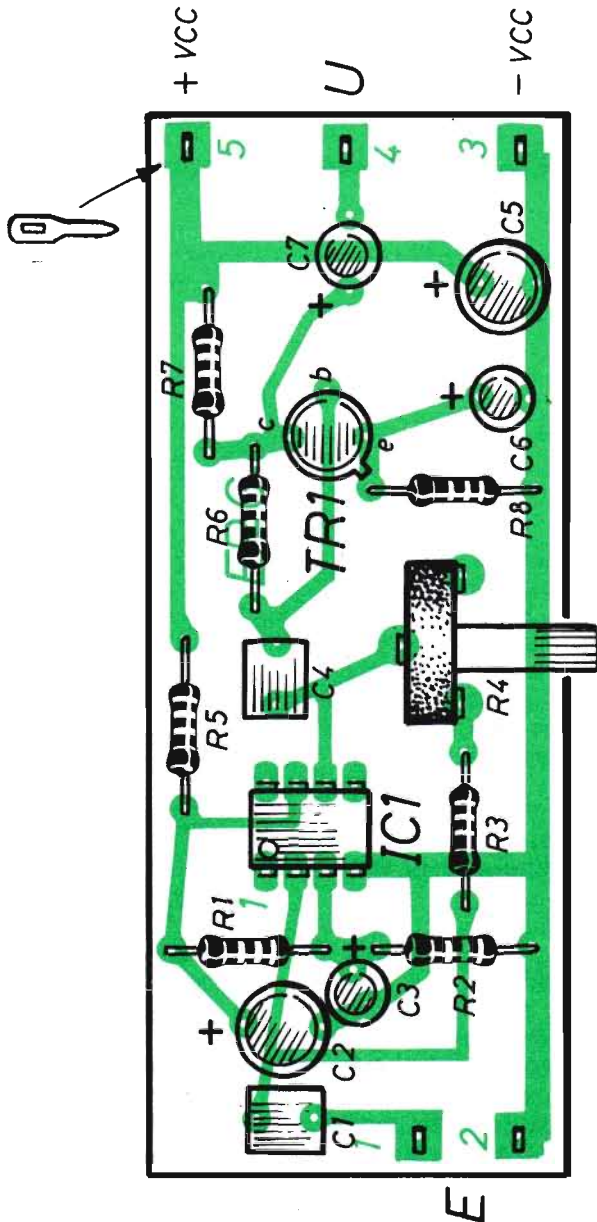 + VCC
5
R7
R6
R5
R1
+
1
c
b
e
TR1
C7
+
U
4
C4
IC1
C2
+
C3
C1
1
E
2
R2
R3
R4
R8
+
C6
+
C5
3
- VCC